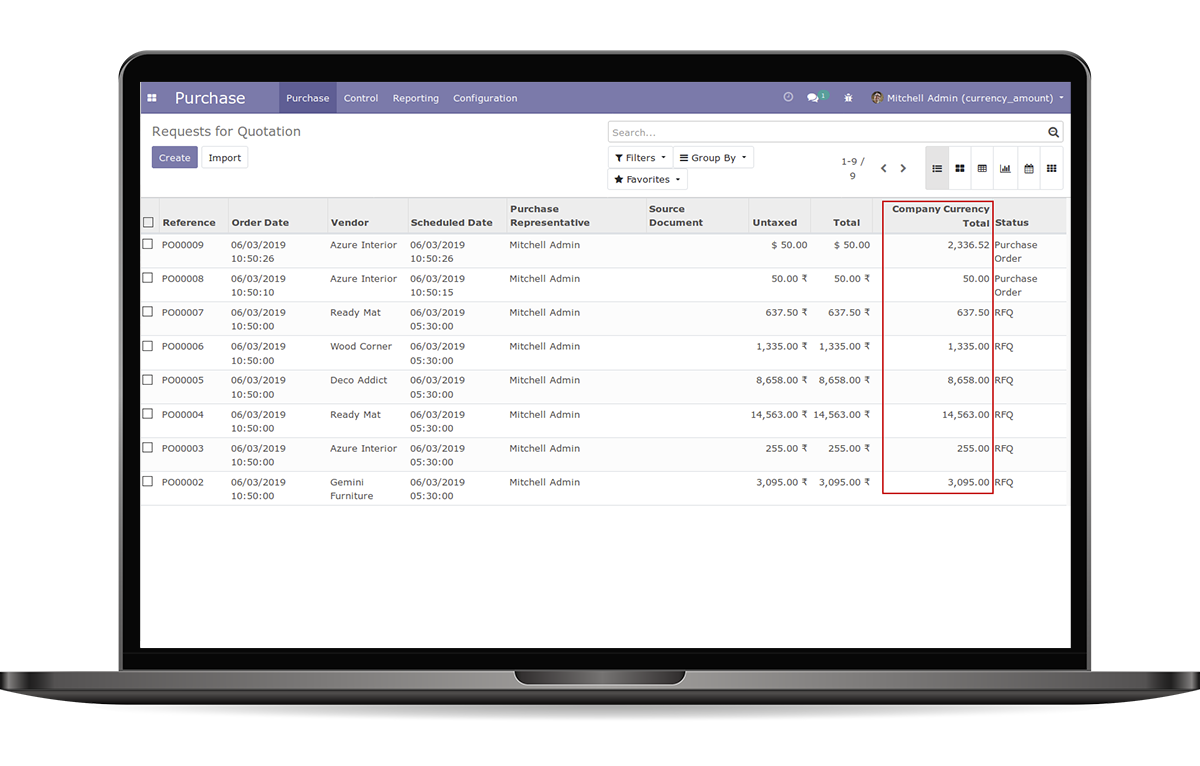 Purchase Purchase Control Reporting Configuration 1 Mitchell Admin (currency_amount)
Requests for Quotation
Search...
Create Import
Filters Group By
Favorites
1-9 /
9
Reference Order Date Vendor Scheduled Date Purchase Representative Source Document Untaxed Total Company Currency Total Status
PO00009 06/03/2019 Azure Interior 06/03/2019 Mitchell Admin $ 50.00 $ 50.00 2,336.52 Purchase
10:50:26 10:50:26 Order
PO00008 06/03/2019 Azure Interior 06/03/2019 Mitchell Admin 50.00 ₹ 50.00 ₹ 50.00 Purchase
10:50:10 10:50:15 Order
PO00007 06/03/2019 Ready Mat 06/03/2019 Mitchell Admin 637.50 ₹ 637.50 ₹ 637.50 RFQ
10:50:00 05:30:00
PO00006 06/03/2019 Wood Corner 06/03/2019 Mitchell Admin 1,335.00 ₹ 1,335.00 ₹ 1,335.00 RFQ
10:50:00 05:30:00
PO00005 06/03/2019 Deco Addict 06/03/2019 Mitchell Admin 8,658.00 ₹ 8,658.00 ₹ 8,658.00 RFQ
10:50:00 05:30:00
PO00004 06/03/2019 Ready Mat 06/03/2019 Mitchell Admin 14,563.00 ₹ 14,563.00 ₹ 14,563.00 RFQ
10:50:00 05:30:00
PO00003 06/03/2019 Azure Interior 06/03/2019 Mitchell Admin 255.00 ₹ 255.00 ₹ 255.00 RFQ
10:50:00 05:30:00
PO00002 06/03/2019 Gemini 06/03/2019 Mitchell Admin 3,095.00 ₹ 3,095.00 ₹ 3,095.00 RFQ
10:50:00 Furniture 05:30:00